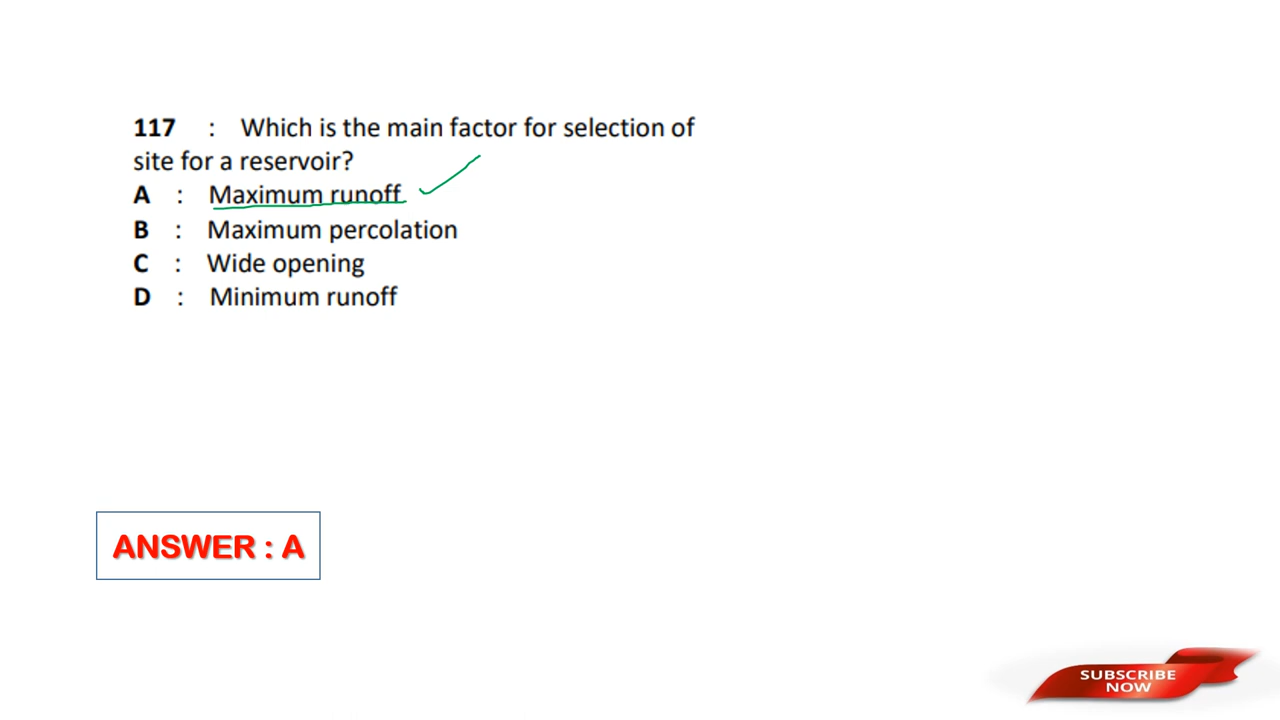 117 : Which is the main factor for selection of
site for a reservoir?
A : Maximum runoff
B : Maximum percolation
C : Wide opening
D : Minimum runoff
ANSWER : A
SUBSCRIBE
NOW